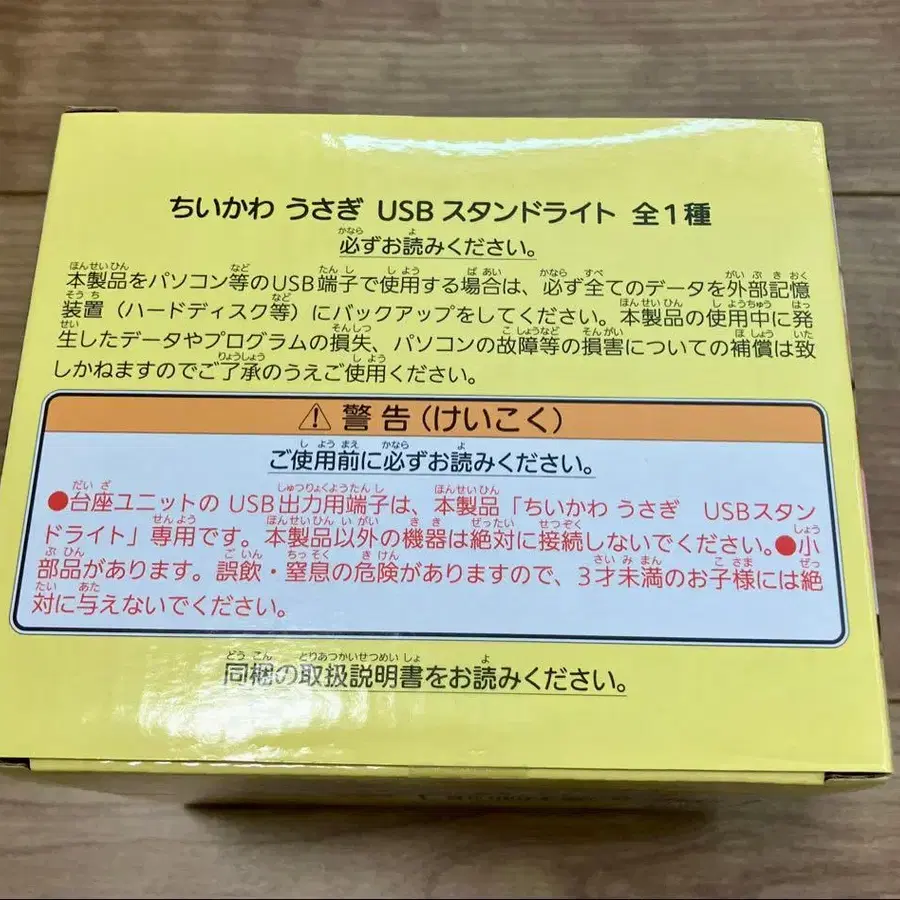 ちいかわ うさぎ USB スタンドライト 全1種
必ずお読みください。
本製品をパソコン等のUSB端子で使用する場合は、必ず全てのデータを外部記憶
装置（ハードディスク等）にバックアップをしてください。本製品の使用中に発
生したデータやプログラムの損失、パソコンの故障等の損害についての補償は致
しかねますのでご了承のうえご使用ください。
⚠ 警告（けいこく）
ご使用前に必ずお読みください。
●台座ユニットの USB出力用端子は、本製品「ちいかわ うさぎ USBスタン
ドライト」専用です。本製品以外の機器は絶対に接続しないでください。●小
部品があります。誤飲・窒息の危険がありますので、3才未満のお子様には絶
対に与えないでください。
同梱の取扱説明書をお読みください。